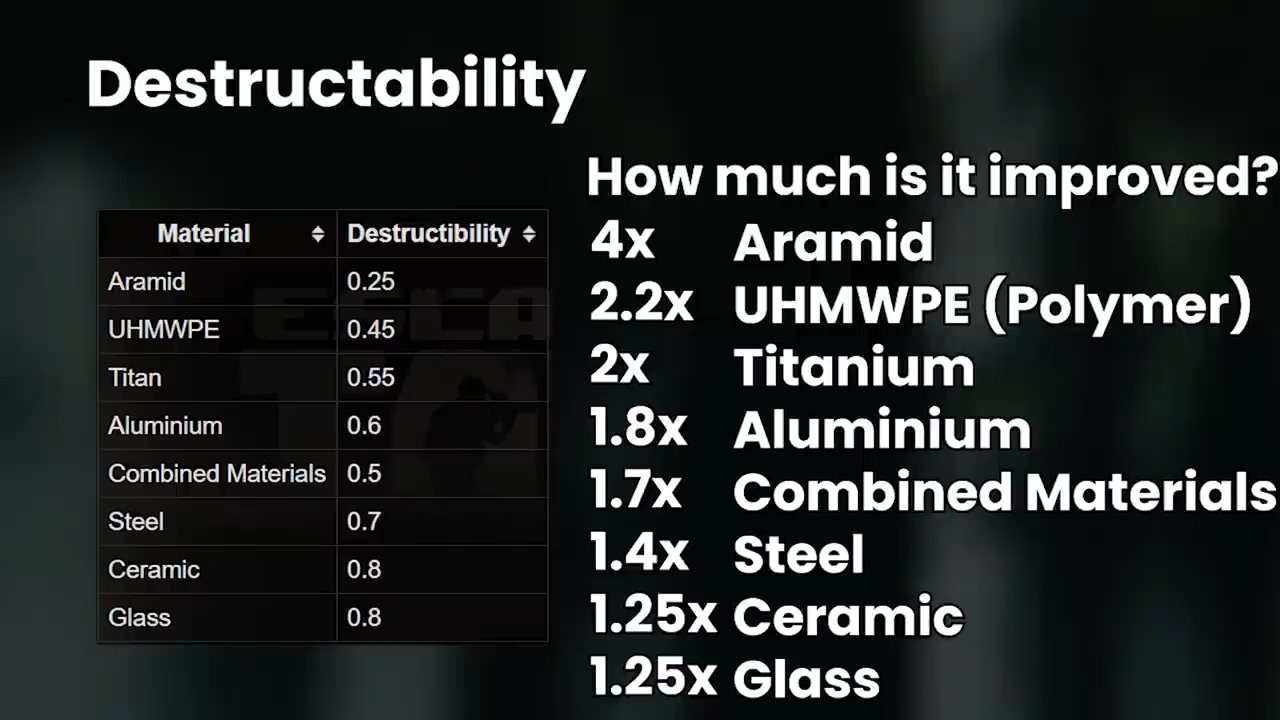 Destructability
Material Destructibility
Aramid 0.25
UHMWPE 0.45
Titan 0.55
Aluminium 0.6
Combined Materials 0.5
Steel 0.7
Ceramic 0.8
Glass 0.8
How much is it improved?
4x Aramid
2.2x UHMWPE (Polymer)
2x Titanium
1.8x Aluminium
1.7x Combined Materials
1.4x Steel
1.25x Ceramic
1.25x Glass